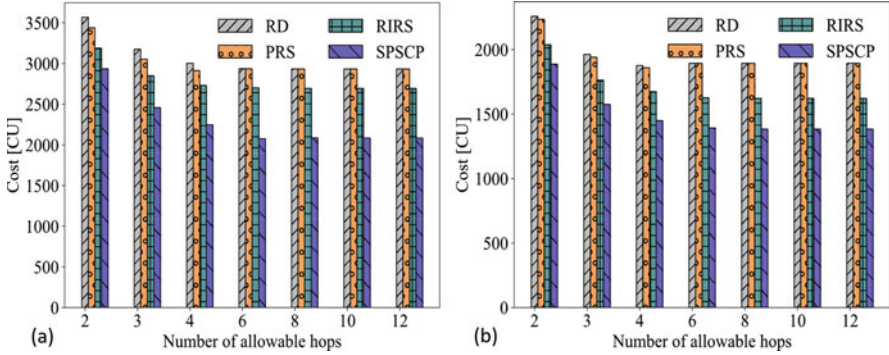 3500
3000
2500
2000
1500
1000
500
0
Cost [CU]
RD
RIRS
PRS
SPSCP
2 3 4 6 8 10 12
Number of allowable hops
(a)
2000
1500
1000
500
0
Cost [CU]
RD
RIRS
PRS
SPSCP
2 3 4 6 8 10 12
Number of allowable hops
(b)